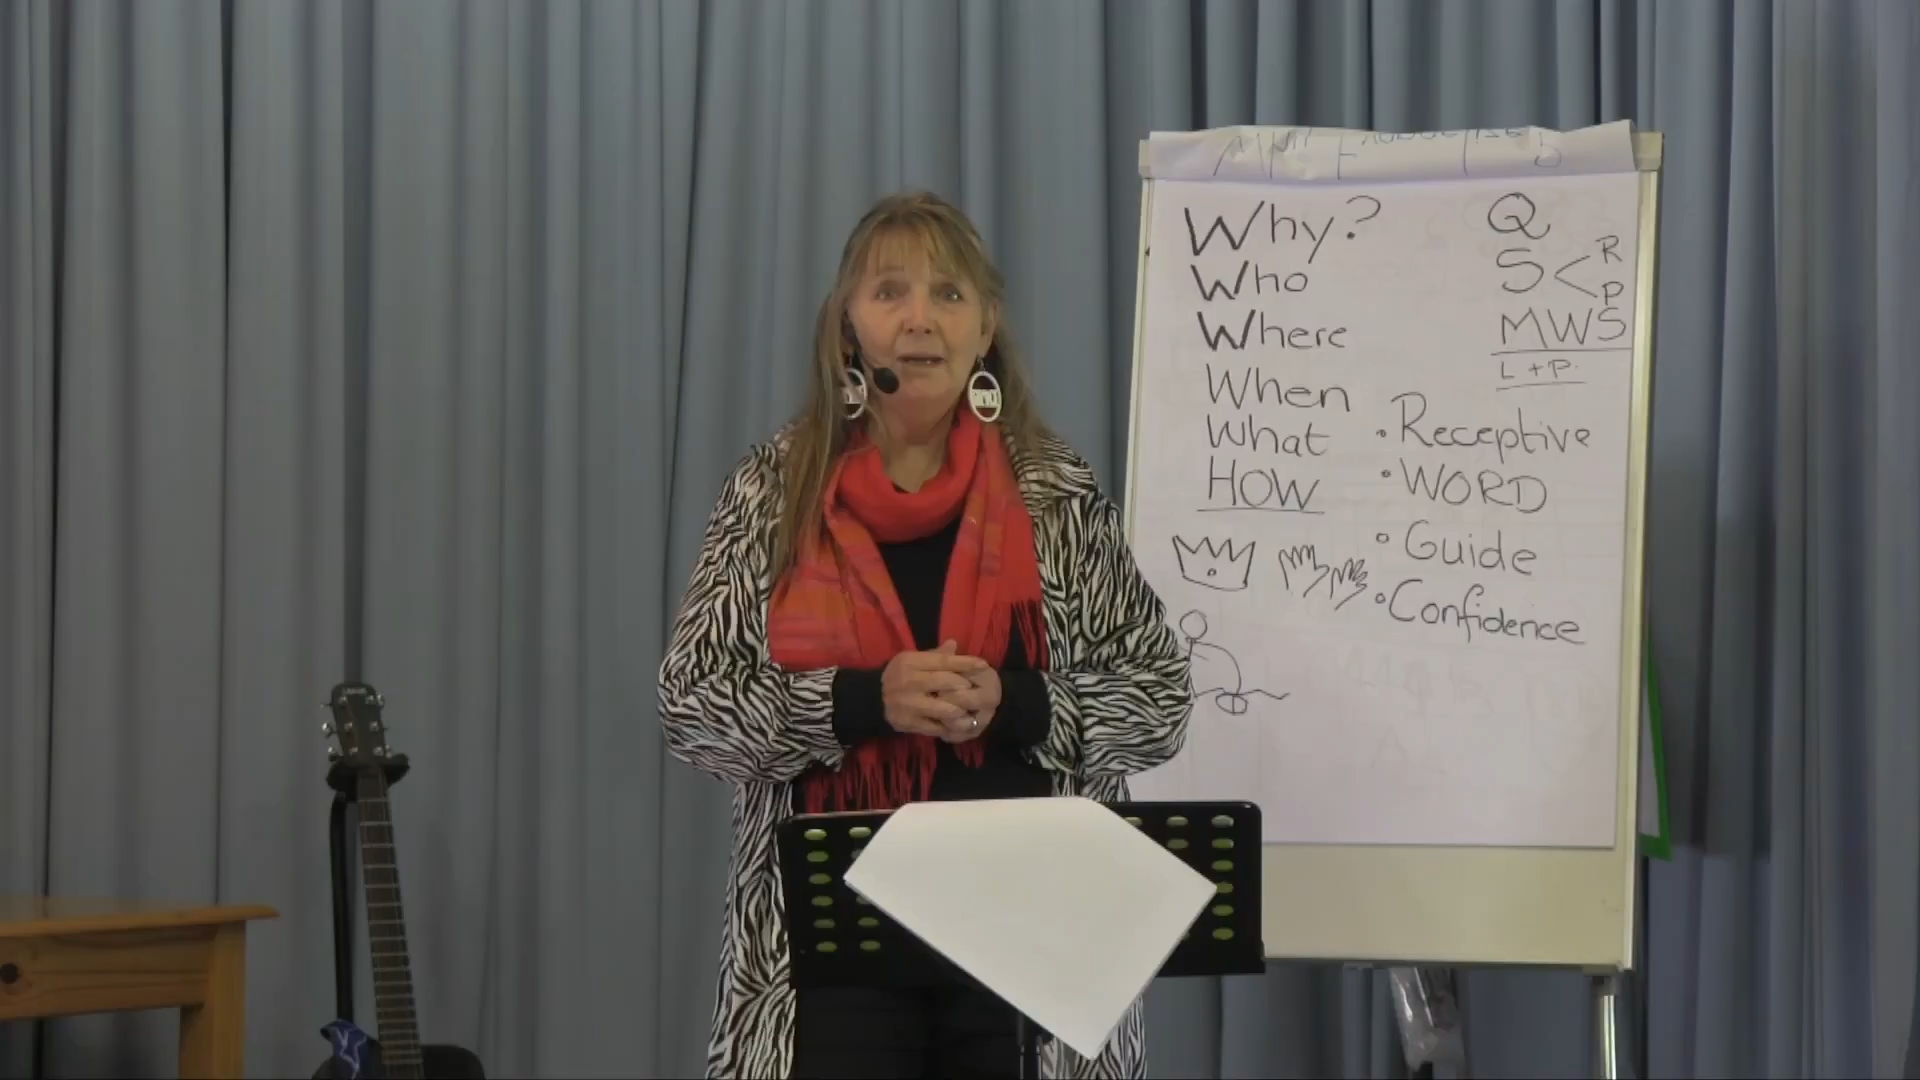 Why?
Who
Where
When
What
HOW
Q
S < R
P
MWS
L + P.
• Receptive
• WORD
• Guide
• Confidence